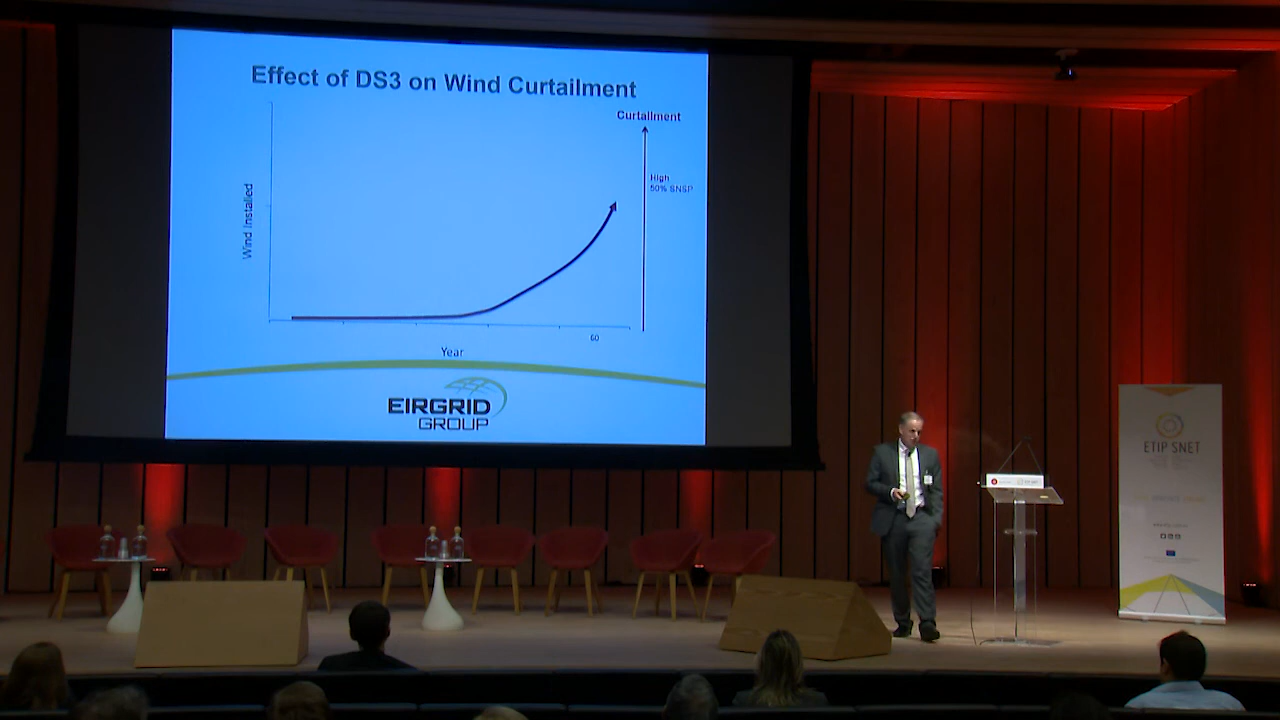 Effect of DS3 on Wind Curtailment
Curtailment
High
50% SNSP
Wind Installed
60
Year
EIRGRID
GROUP
ETIP SNET